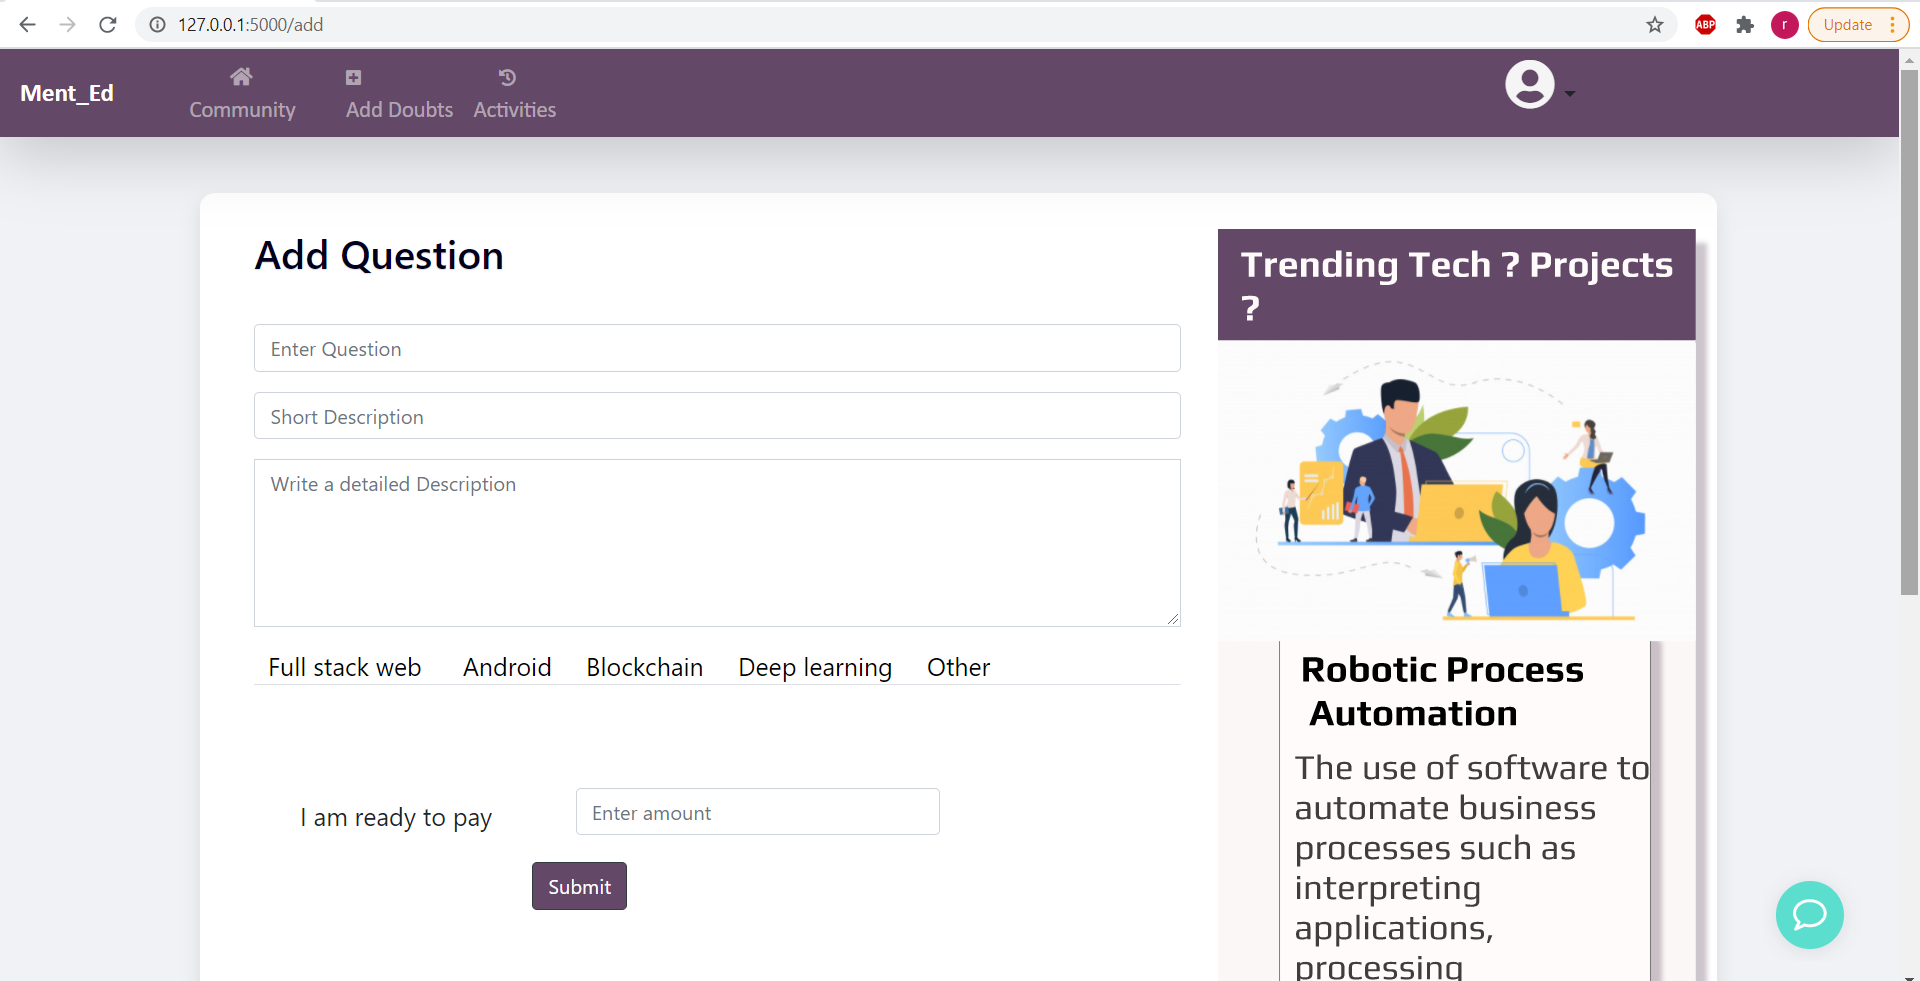 127.0.0.1:5000/add
ABP
r
Update
Ment_Ed
Community
Add Doubts
Activities
Add Question
Enter Question
Short Description
Write a detailed Description
Full stack web Android Blockchain Deep learning Other
I am ready to pay
Enter amount
Submit
Trending Tech ? Projects
?
Robotic Process
Automation
The use of software to
automate business
processes such as
interpreting
applications,
processing